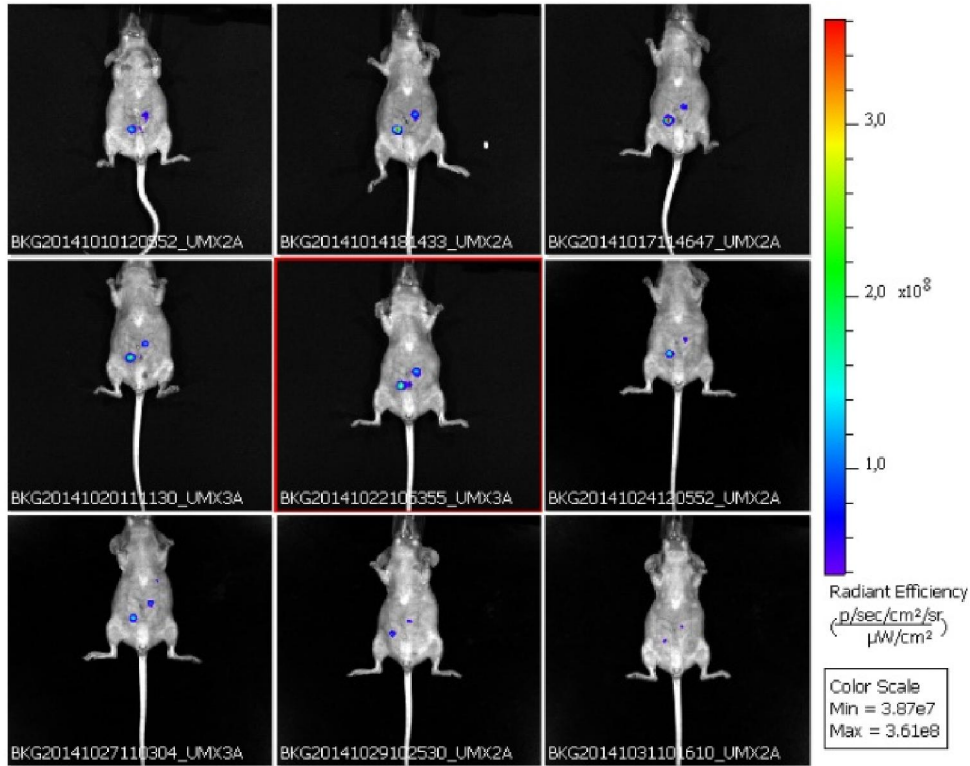 BKG20141010120552_UMX2A
BKG20141014181433_UMX2A
BKG20141017114647_UMX2A
BKG20141020111130_UMX3A
BKG20141022105355_UMX3A
BKG20141024120552_UMX2A
BKG20141027110304_UMX3A
BKG20141029102530_UMX2A
BKG20141031101610_UMX2A
3,0
2,0 x10⁸
1,0
Radiant Efficiency
(p/sec/cm²/sr
µW/cm²)
Color Scale
Min = 3.87e7
Max = 3.61e8